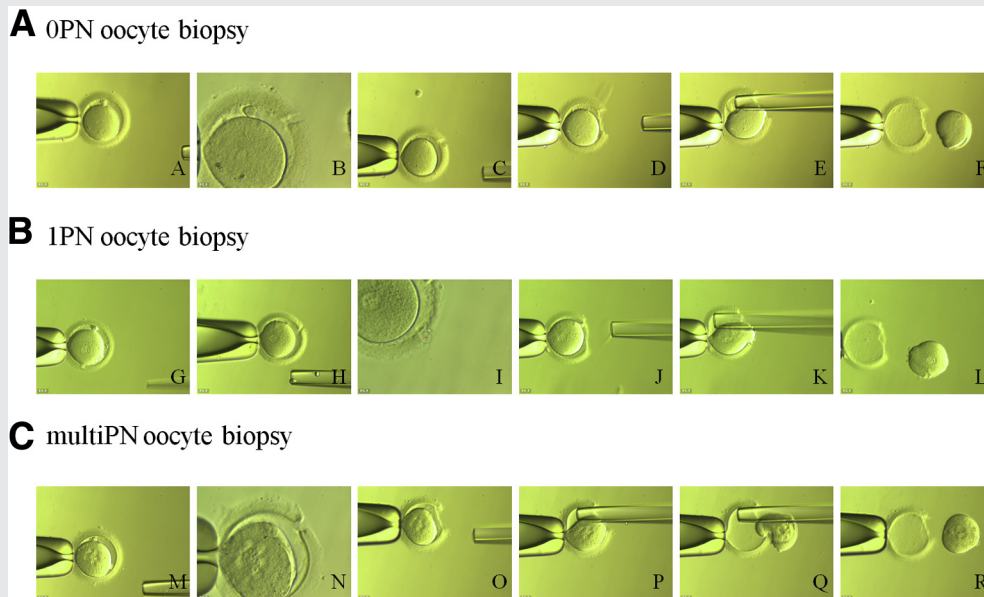 A 0PN oocyte biopsy
A B C D E F
B 1PN oocyte biopsy
G H I J K L
C multiPN oocyte biopsy
M N O P Q R